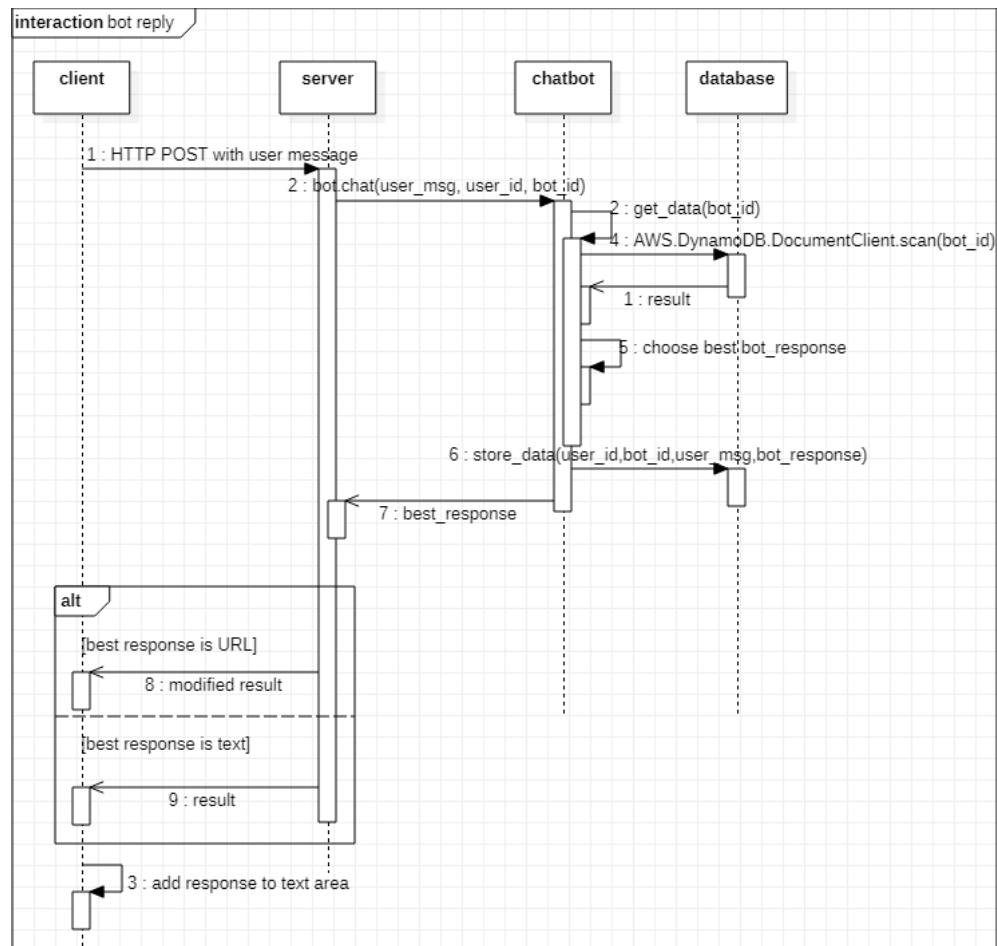 interaction bot reply
client
server
chatbot
database
1 : HTTP POST with user message
2 : bot.chat(user_msg, user_id, bot_id)
2 : get_data(bot_id)
4 : AWS.DynamoDB.DocumentClient.scan(bot_id)
1 : result
5 : choose best bot_response
6 : store_data(user_id,bot_id,user_msg,bot_response)
7 : best_response
alt
[best response is URL]
8 : modified result
[best response is text]
9 : result
3 : add response to text area